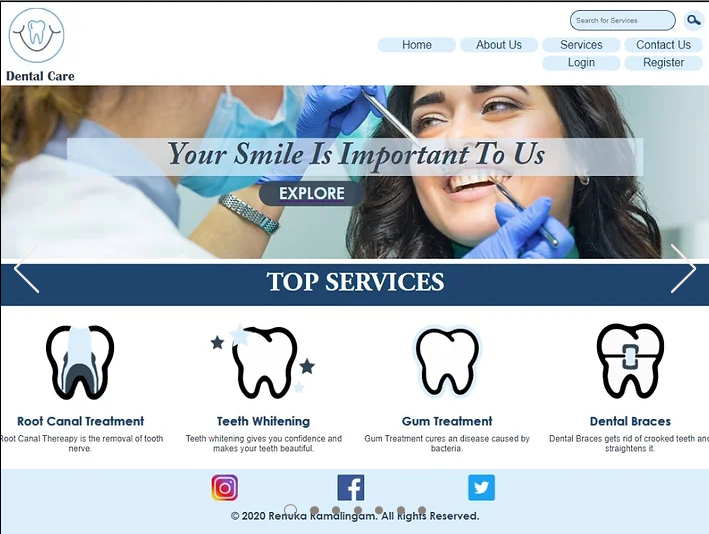 Search for Services
Dental Care
Home About Us Services Contact Us
Login Register
Your Smile Is Important To Us
EXPLORE
TOP SERVICES
Root Canal Treatment
Root Canal Thereapy is the removal of tooth
nerve.
Teeth Whitening
Teeth whitening gives you confidence and
makes your teeth beautiful.
Gum Treatment
Gum Treatment cures an disease caused by
bacteria.
Dental Braces
Dental Braces gets rid of crooked teeth and
straightens it.
© 2020 Renuka Ramalingam. All Rights Reserved.